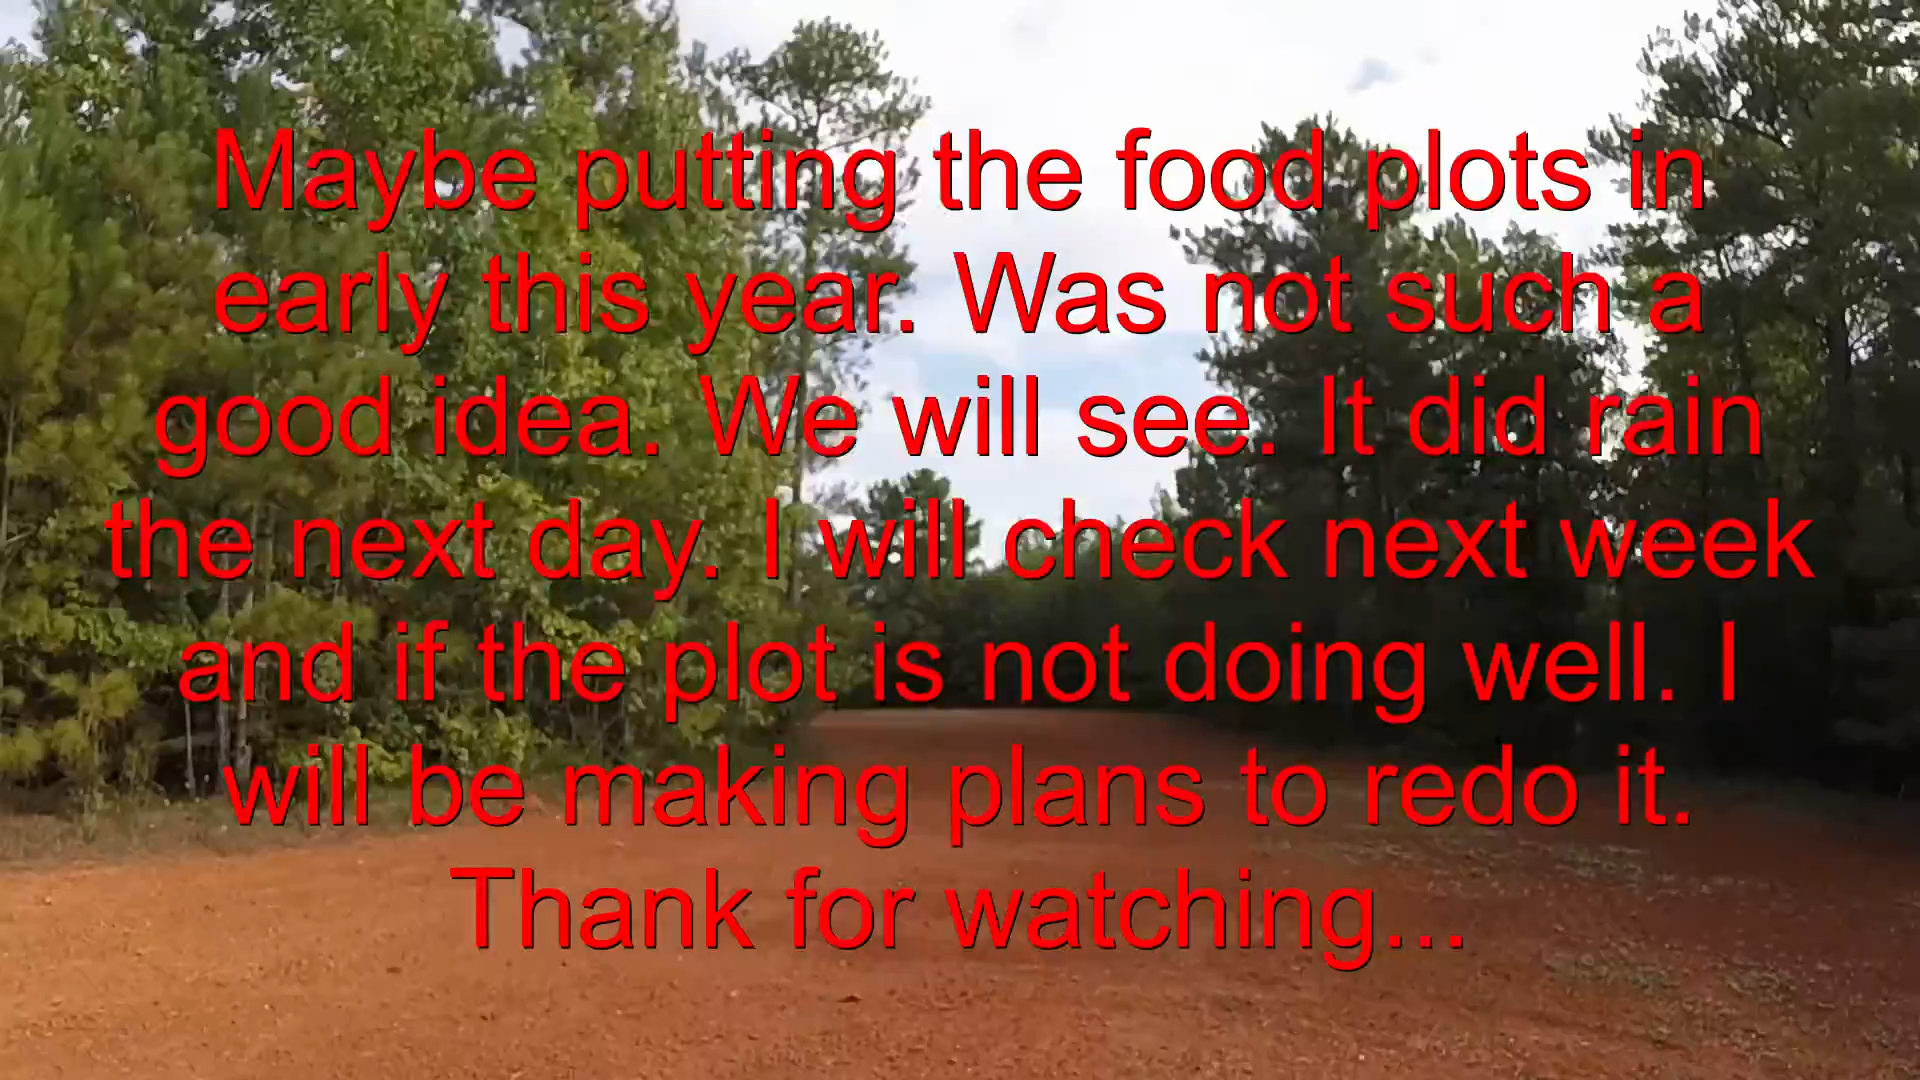 Maybe putting the food plots in
early this year. Was not such a
good idea. We will see. It did rain
the next day. I will check next week
and if the plot is not doing well. I
will be making plans to redo it.
Thank for watching...